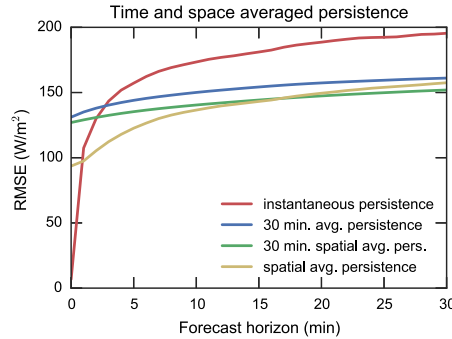 Time and space averaged persistence
RMSE (W/m²)
200
150
100
50
0
instantaneous persistence
30 min. avg. persistence
30 min. spatial avg. pers.
spatial avg. persistence
0 5 10 15 20 25 30
Forecast horizon (min)